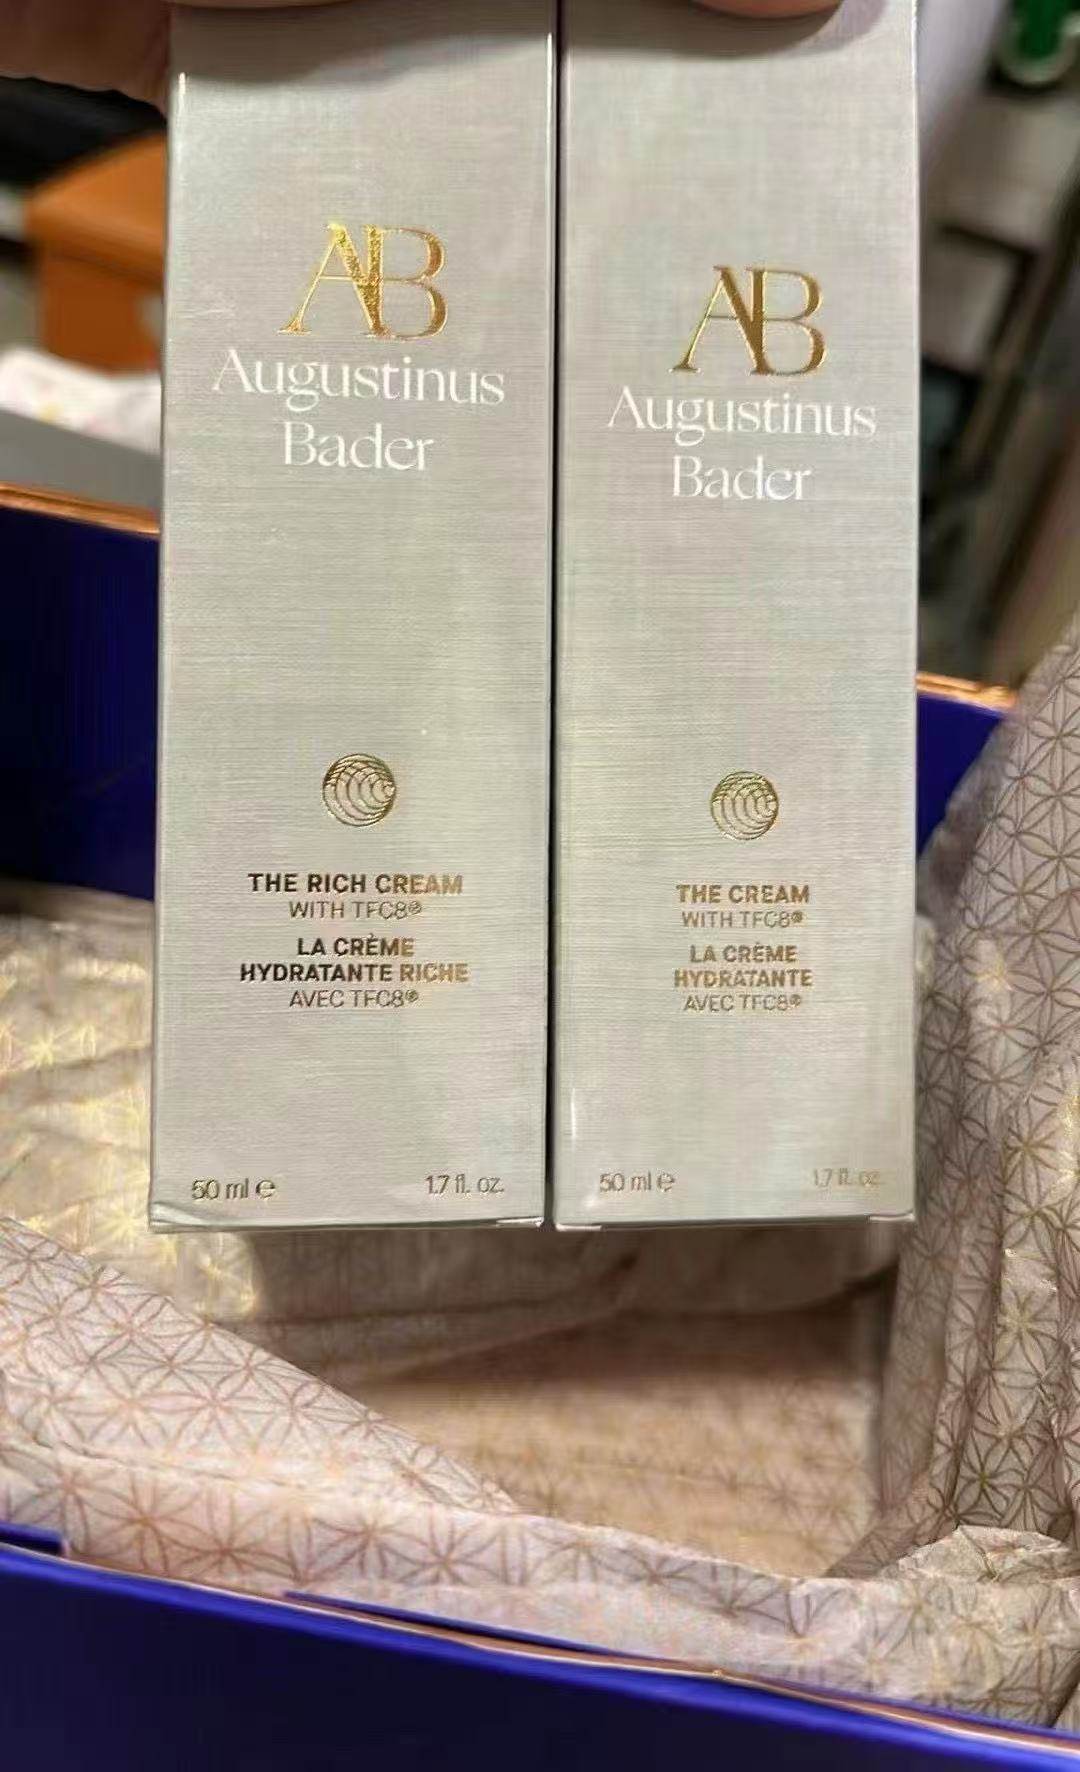 AB
Augustinus
Bader
THE RICH CREAM
WITH TFC8®
LA CRÈME
HYDRATANTE RICHE
AVEC TFC8®
50 ml ℮
1.7 fl. oz.
AB
Augustinus
Bader
THE CREAM
WITH TFC8®
LA CRÈME
HYDRATANTE
AVEC TFC8®
50 ml ℮
1.7 fl. oz.